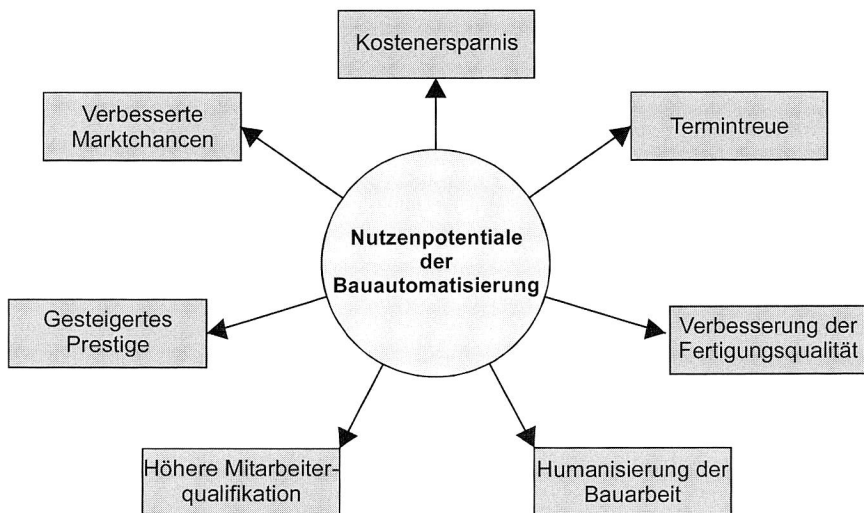 Kostenersparnis
Verbesserte
Marktchancen
Termintreue
Nutzenpotentiale
der
Bauautomatisierung
Gesteigertes
Prestige
Verbesserung der
Fertigungsqualität
Höhere Mitarbeiter-
qualifikation
Humanisierung der
Bauarbeit